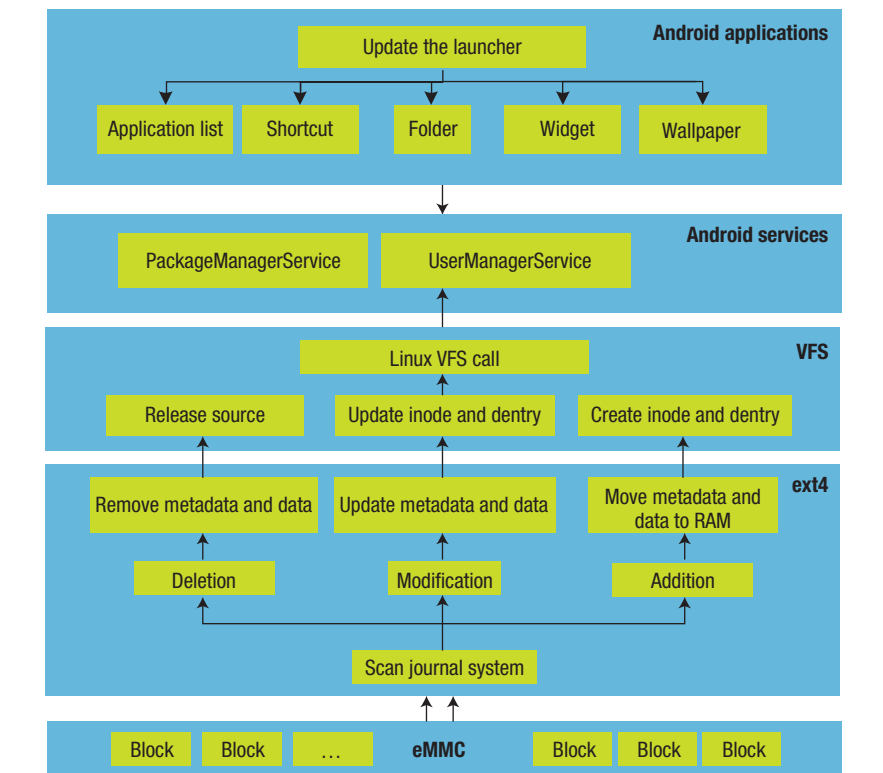 Android applications
Update the launcher
Application list
Shortcut
Folder
Widget
Wallpaper
Android services
PackageManagerService
UserManagerService
VFS
Linux VFS call
Release source
Update inode and dentry
Create inode and dentry
ext4
Remove metadata and data
Update metadata and data
Move metadata and
data to RAM
Deletion
Modification
Addition
Scan journal system
Block
Block
...
eMMC
Block
Block
Block